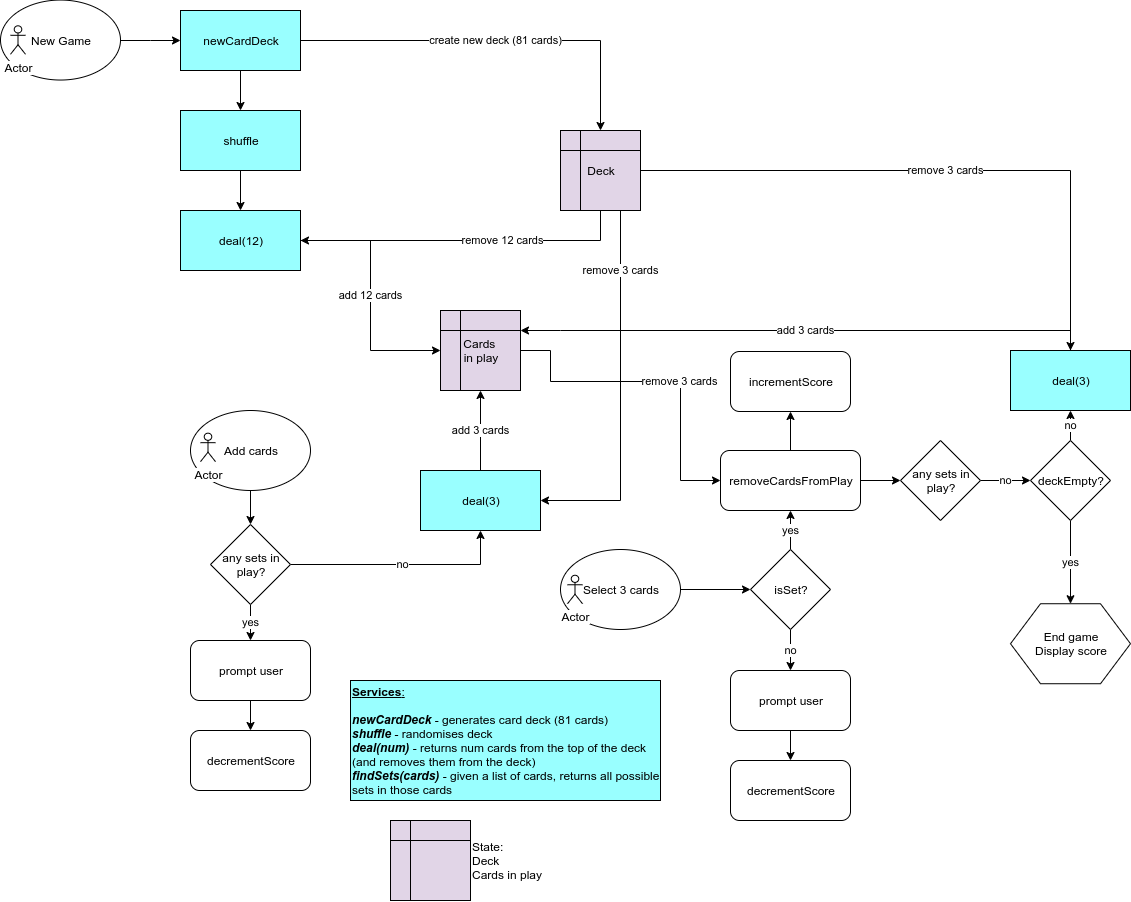 New Game
Actor
newCardDeck
create new deck (81 cards)
shuffle
Deck
remove 3 cards
deal(12)
remove 12 cards
remove 3 cards
add 12 cards
add 3 cards
Cards
in play
remove 3 cards
incrementScore
deal(3)
add 3 cards
no
Add cards
Actor
deal(3)
removeCardsFromPlay
any sets in
play?
no
deckEmpty?
yes
any sets in
play?
no
yes
Select 3 cards
Actor
isSet?
yes
no
End game
Display score
prompt user
prompt user
decrementScore
decrementScore
Services:
newCardDeck - generates card deck (81 cards)
shuffle - randomises deck
deal(num) - returns num cards from the top of the deck
(and removes them from the deck)
findSets(cards) - given a list of cards, returns all possible
sets in those cards
State:
Deck
Cards in play